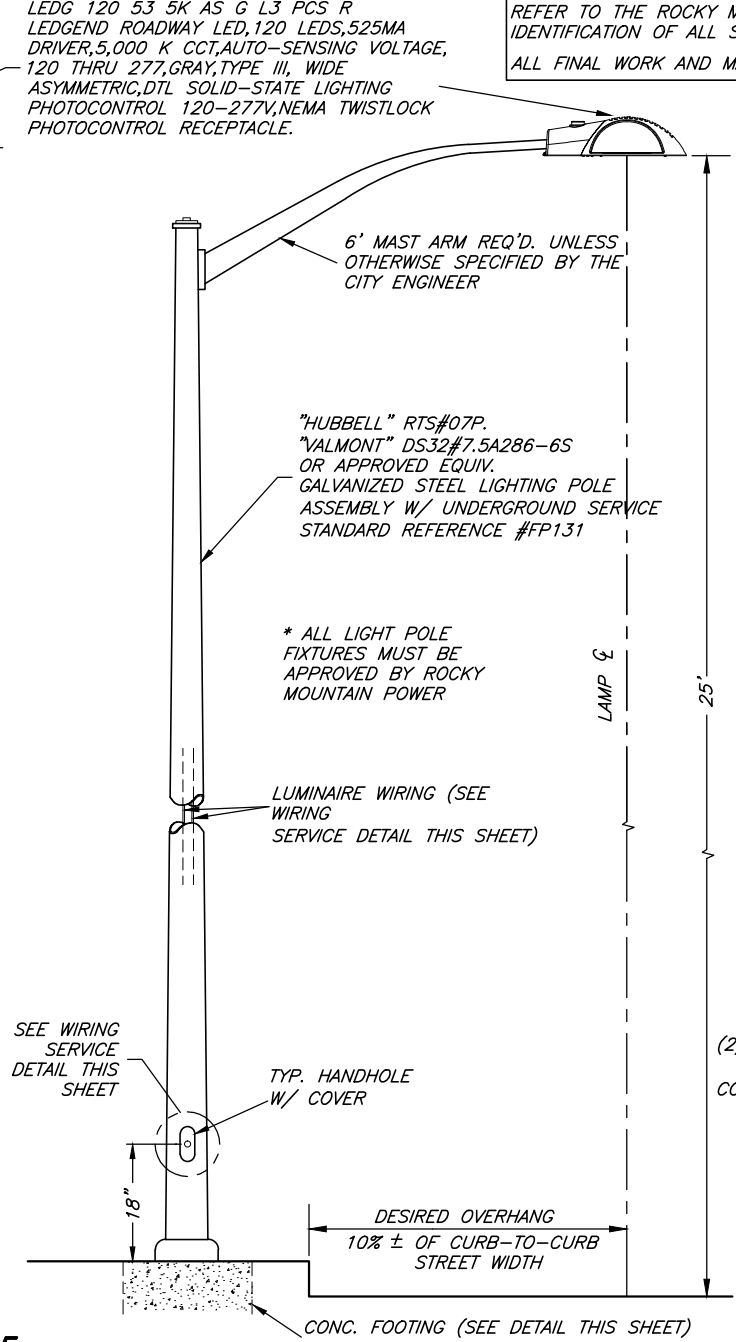 LEDG 120 53 5K AS G L3 PCS R
LEDGEND ROADWAY LED,120 LEDS,525MA
DRIVER,5,000 K CCT,AUTO-SENSING VOLTAGE,
120 THRU 277,GRAY,TYPE III, WIDE
ASYMMETRIC,DTL SOLID-STATE LIGHTING
PHOTOCONTROL 120-277V,NEMA TWISTLOCK
PHOTOCONTROL RECEPTACLE.
REFER TO THE ROCKY M
IDENTIFICATION OF ALL S
ALL FINAL WORK AND M
6' MAST ARM REQ'D. UNLESS
OTHERWISE SPECIFIED BY THE
CITY ENGINEER
"HUBBELL" RTS#07P.
"VALMONT" DS32#7.5A286-6S
OR APPROVED EQUIV.
GALVANIZED STEEL LIGHTING POLE
ASSEMBLY W/ UNDERGROUND SERVICE
STANDARD REFERENCE #FP131
* ALL LIGHT POLE
FIXTURES MUST BE
APPROVED BY ROCKY
MOUNTAIN POWER
LAMP ℄
25'
LUMINAIRE WIRING (SEE
WIRING
SERVICE DETAIL THIS SHEET)
SEE WIRING
SERVICE
DETAIL THIS
SHEET
TYP. HANDHOLE
W/ COVER
(2)
CO
18"
DESIRED OVERHANG
10% ± OF CURB-TO-CURB
STREET WIDTH
CONC. FOOTING (SEE DETAIL THIS SHEET)